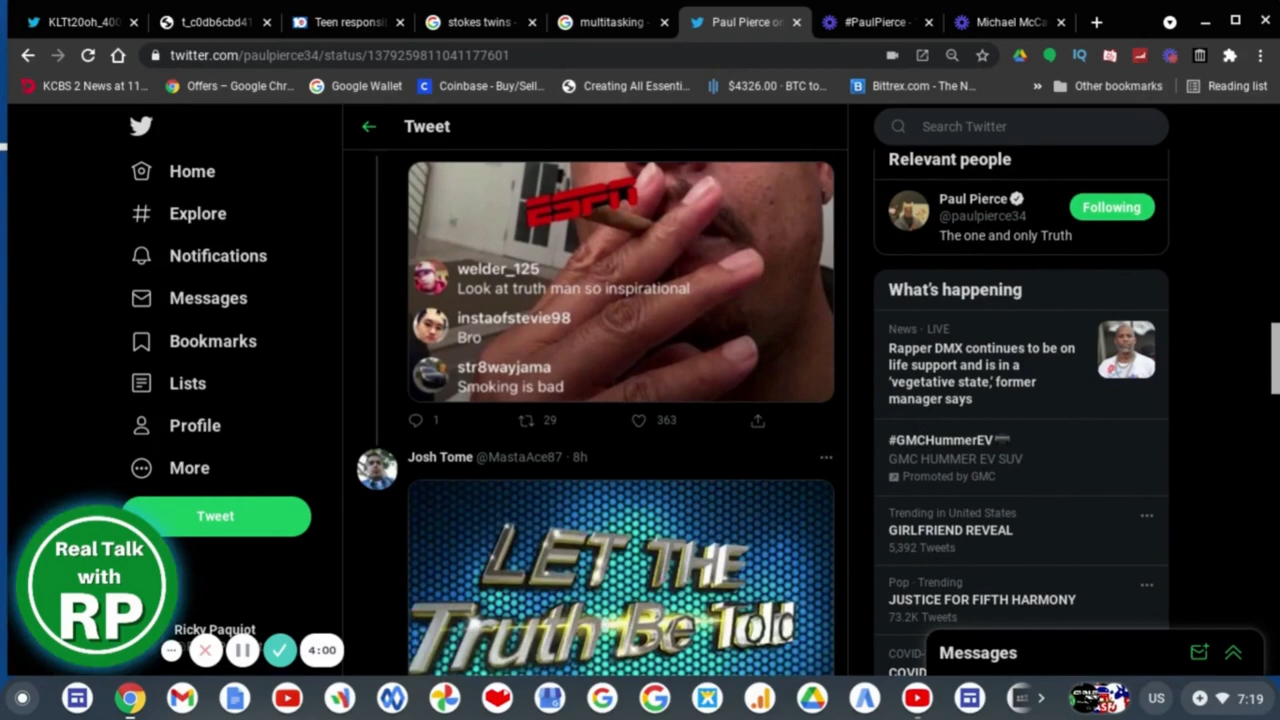 KLTt20oh_400
t_c0db6cbd41
Teen responsi
stokes twins -
multitasking -
Paul Pierce on
#PaulPierce -
Michael McCa
twitter.com/paulpierce34/status/1379259811041177601
KCBS 2 News at 11...
Offers – Google Chr...
Google Wallet
Coinbase - Buy/Sell...
Creating All Essenti...
$4326.00 · BTC to...
Bittrex.com - The N...
»
Other bookmarks
Reading list
Home
Explore
Notifications
Messages
Bookmarks
Lists
Profile
More
Tweet
Real Talk
with
RP
Ricky Paquiot
4:00
Tweet
ESPN
welder_125
Look at truth man so inspirational
instaofstevie98
Bro
str8wayjama
Smoking is bad
1
29
363
Josh Tome @MastaAce87 · 8h
LET THE
Truth Be Told
Search Twitter
Relevant people
Paul Pierce
@paulpierce34
Following
The one and only Truth
What's happening
News · LIVE
Rapper DMX continues to be on
life support and is in a
'vegetative state,' former
manager says
#GMCHummerEV
GMC HUMMER EV SUV
Promoted by GMC
Trending in United States
GIRLFRIEND REVEAL
5,392 Tweets
Pop · Trending
JUSTICE FOR FIFTH HARMONY
73.2K Tweets
COVID-
COVID
Messages
US
7:19